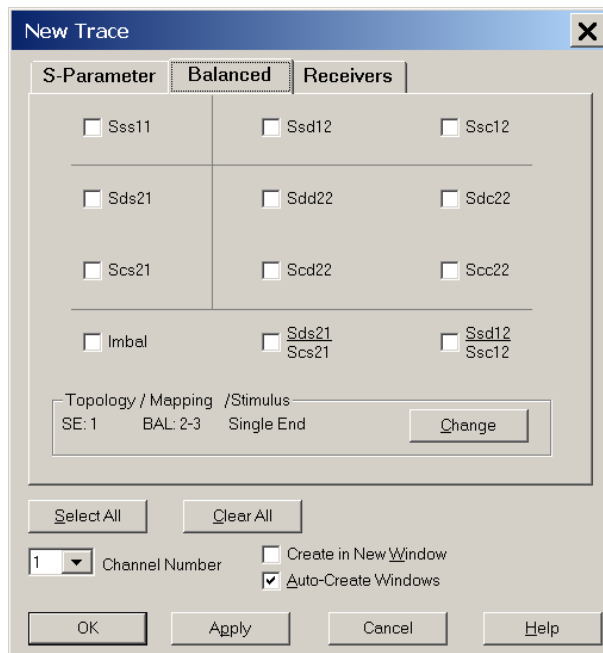 New Trace
S-Parameter Balanced Receivers
Sss11 Ssd12 Ssc12
Sds21 Sdd22 Sdc22
Scs21 Scd22 Scc22
Imbal Sds21 Ssd12
Scs21 Ssc12
Topology / Mapping /Stimulus
SE: 1 BAL: 2-3 Single End Change
Select All Clear All
1 Channel Number
Create in New Window
Auto-Create Windows
OK Apply Cancel Help